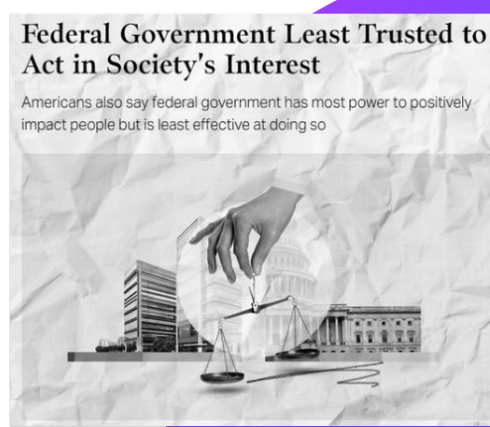 Federal Government Least Trusted to
Act in Society's Interest
Americans also say federal government has most power to positively
impact people but is least effective at doing so